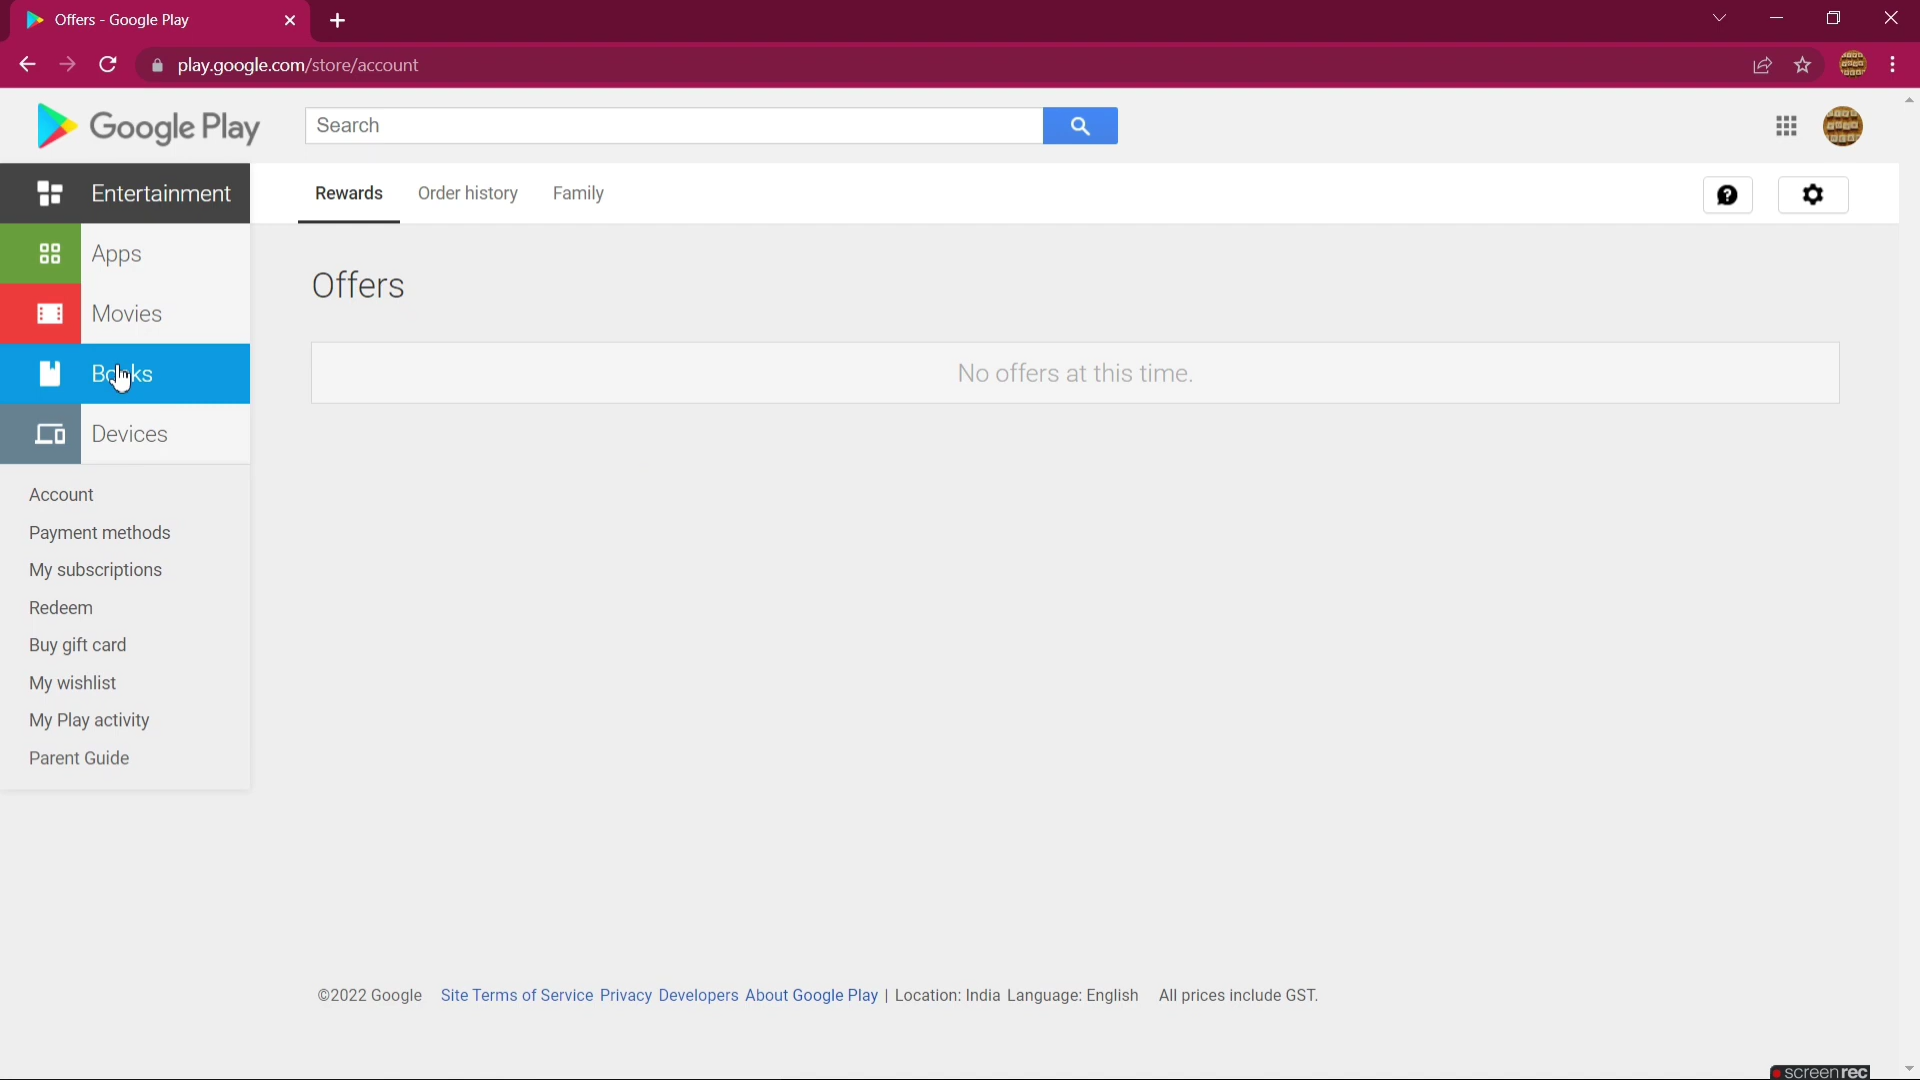 Offers - Google Play
play.google.com/store/account
Google Play
Search
Entertainment
Rewards Order history Family
Apps
Movies
Books
Devices
Offers
No offers at this time.
Account
Payment methods
My subscriptions
Redeem
Buy gift card
My wishlist
My Play activity
Parent Guide
©2022 Google Site Terms of Service Privacy Developers About Google Play | Location: India Language: English All prices include GST.
screenrec